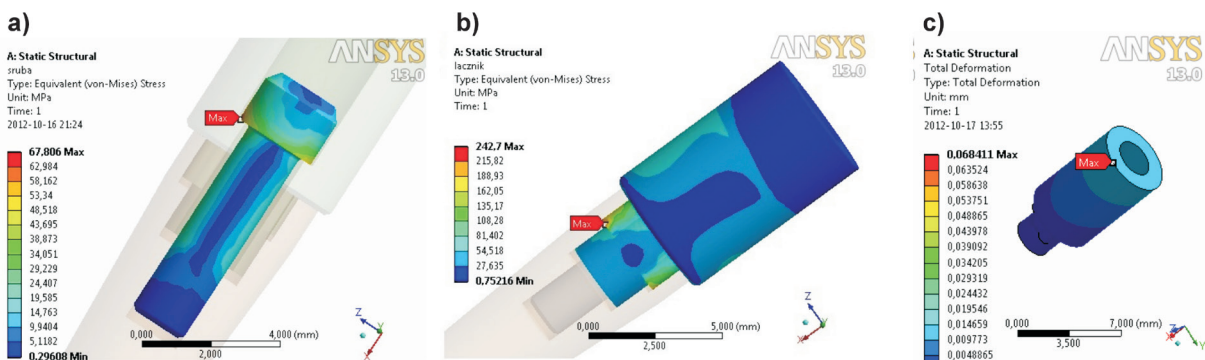 a)
ANSYS
13.0
A: Static Structural
sruba
Type: Equivalent (von-Mises) Stress
Unit: MPa
Time: 1
2012-10-16 21:24
Max
67,806 Max
62,984
58,162
53,34
48,518
43,695
38,873
34,051
29,229
24,407
19,585
14,763
9,9404
5,1182
0,29608 Min
0,000
4,000 (mm)
2,000
Z
Y
X
b)
ANSYS
13.0
A: Static Structural
lacznik
Type: Equivalent (von-Mises) Stress
Unit: MPa
Time: 1
242,7 Max
215,82
188,93
162,05
135,17
108,28
81,402
54,518
27,635
0,75216 Min
Max
0,000
5,000 (mm)
2,500
Z
Y
X
c)
ANSYS
13.0
A: Static Structural
Total Deformation
Type: Total Deformation
Unit: mm
Time: 1
2012-10-17 13:55
0,068411 Max
0,063524
0,058638
0,053751
0,048865
0,043978
0,039092
0,034205
0,029319
0,024432
0,019546
0,014659
0,009773
0,0048865
Max
0,000
7,000 (mm)
3,500
Z
X
Y